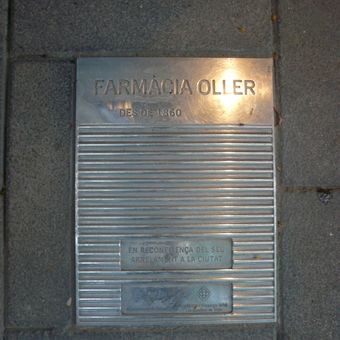 FARMÀCIA OLLER
DES DE 1860
EN RECONEIXENÇA DEL SEU
ARRELAMENT A LA CIUTAT